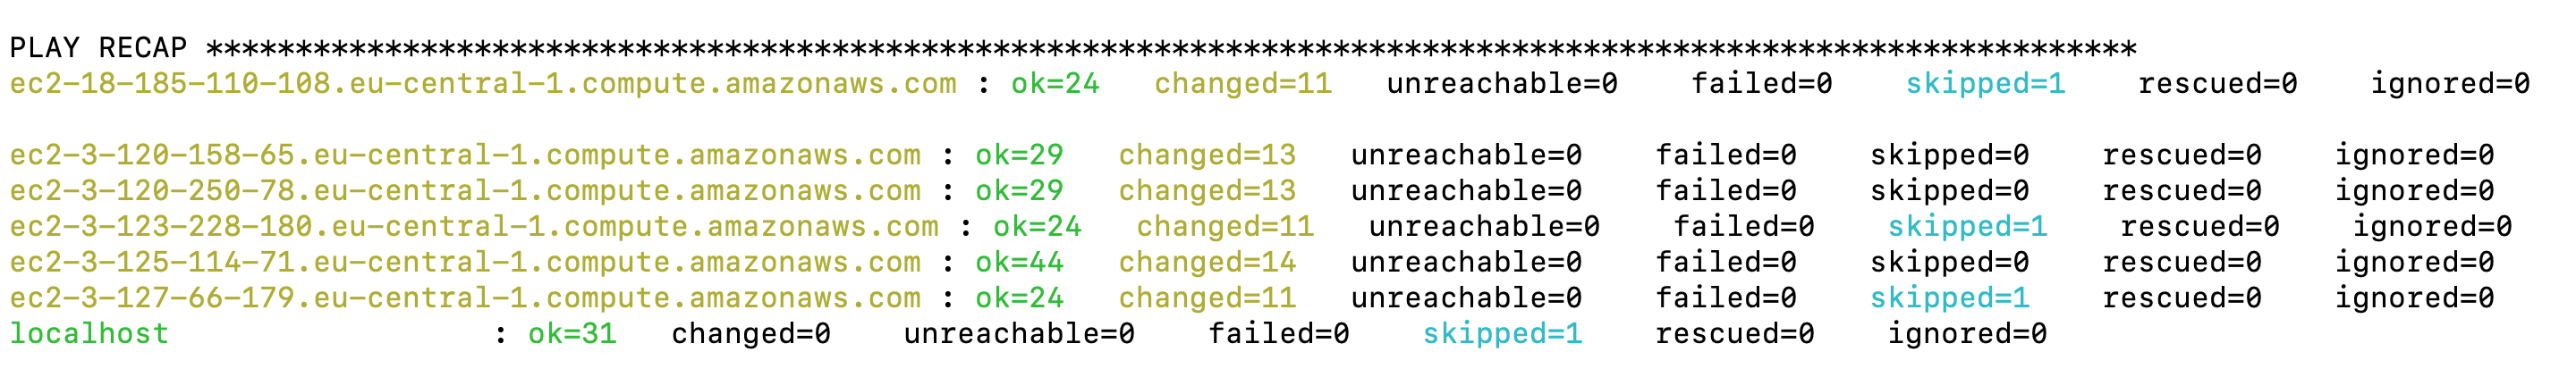 PLAY RECAP ************************************************************************************************************
ec2-18-185-110-108.eu-central-1.compute.amazonaws.com : ok=24   changed=11   unreachable=0    failed=0    skipped=1    rescued=0    ignored=0
ec2-3-120-158-65.eu-central-1.compute.amazonaws.com : ok=29   changed=13   unreachable=0    failed=0    skipped=0    rescued=0    ignored=0
ec2-3-120-250-78.eu-central-1.compute.amazonaws.com : ok=29   changed=13   unreachable=0    failed=0    skipped=0    rescued=0    ignored=0
ec2-3-123-228-180.eu-central-1.compute.amazonaws.com : ok=24   changed=11   unreachable=0    failed=0    skipped=1    rescued=0    ignored=0
ec2-3-125-114-71.eu-central-1.compute.amazonaws.com : ok=44   changed=14   unreachable=0    failed=0    skipped=0    rescued=0    ignored=0
ec2-3-127-66-179.eu-central-1.compute.amazonaws.com : ok=24   changed=11   unreachable=0    failed=0    skipped=1    rescued=0    ignored=0
localhost                  : ok=31   changed=0    unreachable=0    failed=0    skipped=1    rescued=0    ignored=0